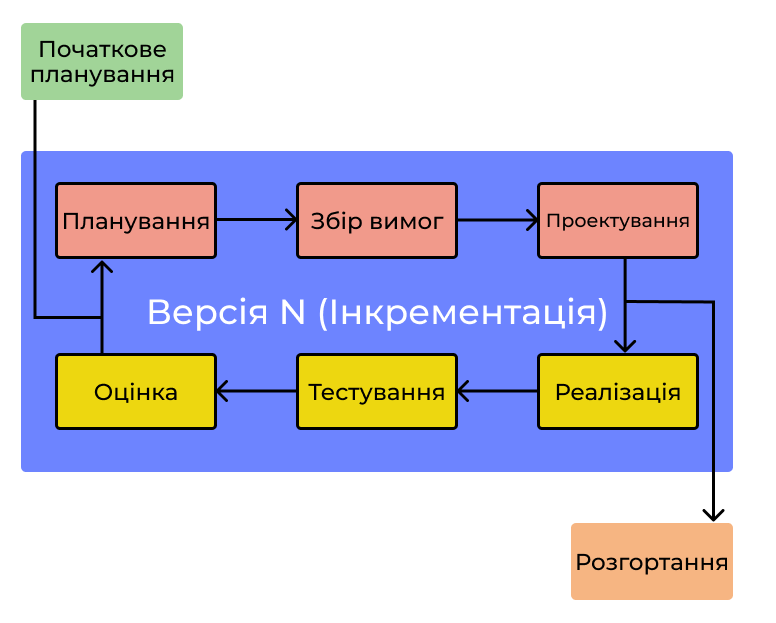 Початкове
планування
Планування
Збір вимог
Проектування
Версія N (Інкрементація)
Оцінка
Тестування
Реалізація
Розгортання